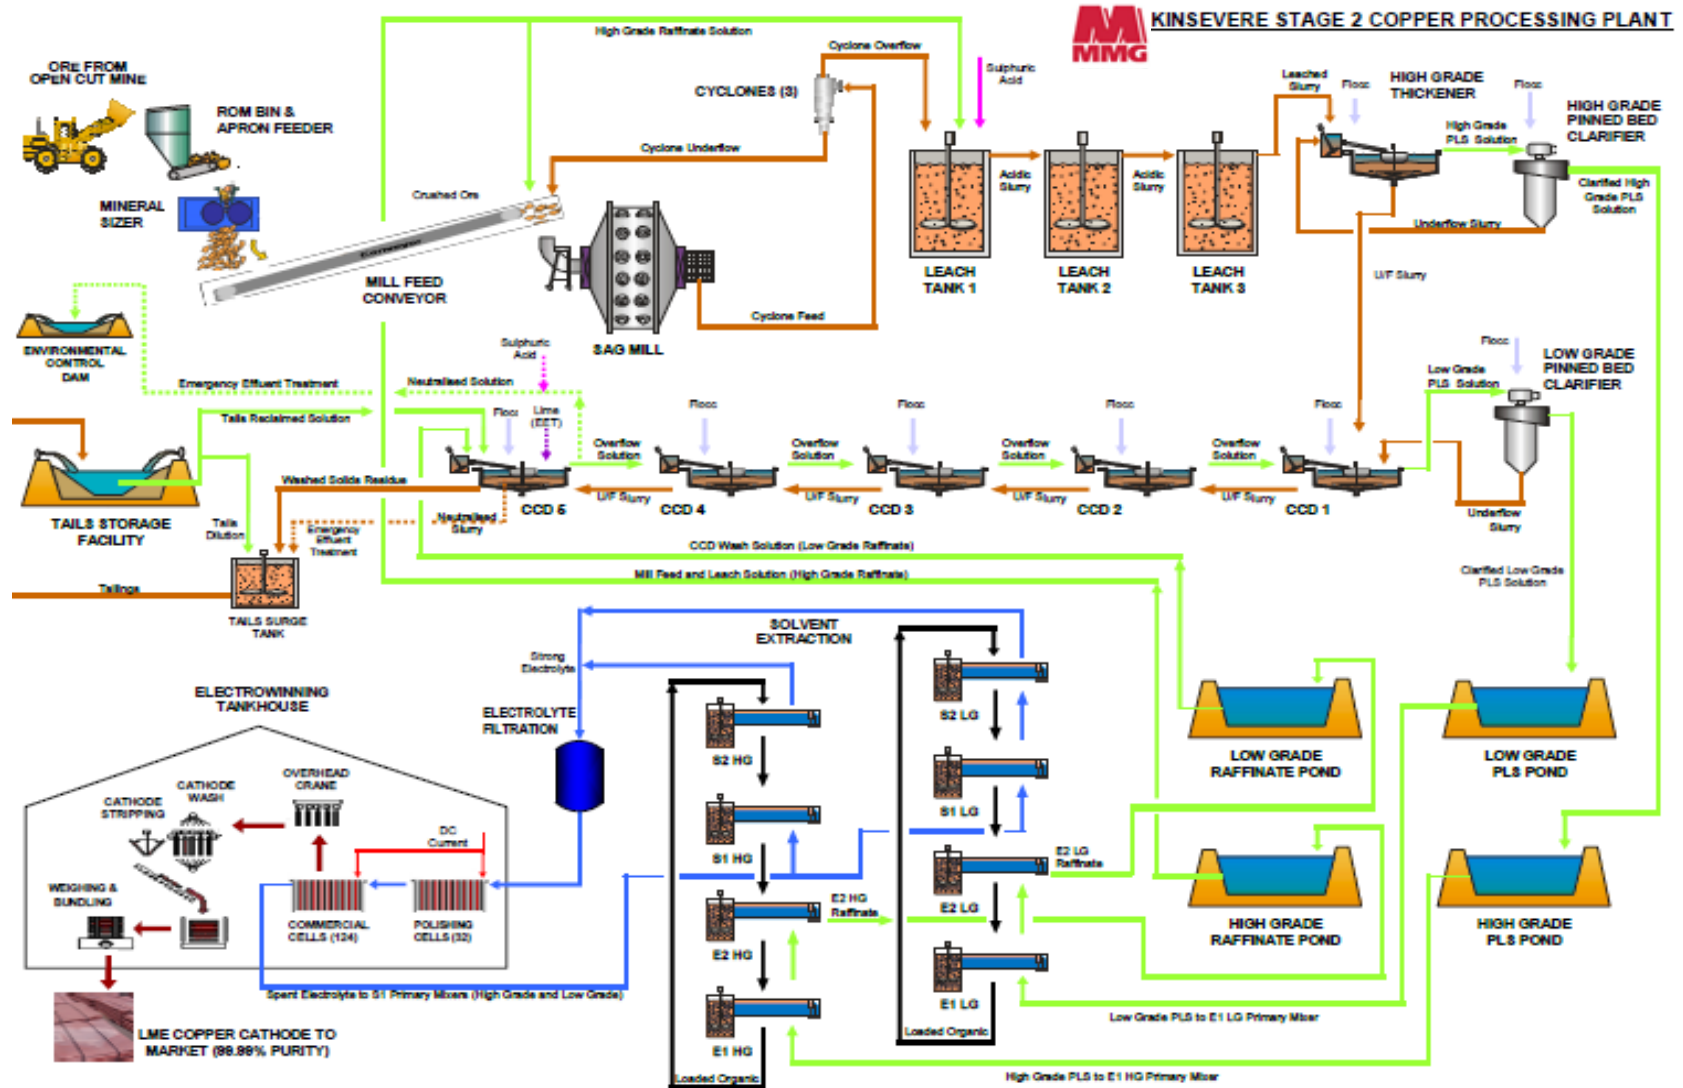 MMG
KINSEVERE STAGE 2 COPPER PROCESSING PLANT
ORE FROM
OPEN CUT MINE
ROM BIN &
APRON FEEDER
MINERAL
SIZER
Crushed Ore
MILL FEED
CONVEYOR
High Grade Raffinate Solution
Cyclone Overflow
CYCLONES (3)
Cyclone Underflow
Cyclone Feed
SAG MILL
Sulphuric
Acid
Acidic
Slurry
Acidic
Slurry
LEACH
TANK 1
LEACH
TANK 2
LEACH
TANK 3
Leached
Slurry
Flocc
HIGH GRADE
THICKENER
High Grade
PLS Solution
Flocc
HIGH GRADE
PINNED BED
CLARIFIER
Clarified High
Grade PLS
Solution
Underflow Slurry
U/F Slurry
ENVIRONMENTAL
CONTROL
DAM
Emergency Effluent Treatment
Neutralised Solution
Sulphuric
Acid
Tails Reclaimed Solution
Flocc
Lime
(EET)
Overflow
Solution
Flocc
Overflow
Solution
Flocc
Overflow
Solution
Flocc
Overflow
Solution
Flocc
Low Grade
PLS Solution
Flocc
LOW GRADE
PINNED BED
CLARIFIER
Washed Solids Residue
U/F Slurry
U/F Slurry
U/F Slurry
U/F Slurry
CCD 5
CCD 4
CCD 3
CCD 2
CCD 1
Underflow
Slurry
TAILS STORAGE
FACILITY
Tails
Dilution
Emergency
Effluent
Treatment
Neutralised
Slurry
Tailings
TAILS SURGE
TANK
CCD Wash Solution (Low Grade Raffinate)
Mill Feed and Leach Solution (High Grade Raffinate)
Clarified Low Grade
PLS Solution
SOLVENT
EXTRACTION
Strong
Electrolyte
ELECTROLYTE
FILTRATION
S2 HG
S1 HG
E2 HG
E1 HG
S2 LG
S1 LG
E2 LG
E1 LG
E2 HG
Raffinate
E2 LG
Raffinate
Loaded Organic
Loaded Organic
LOW GRADE
RAFFINATE POND
LOW GRADE
PLS POND
HIGH GRADE
RAFFINATE POND
HIGH GRADE
PLS POND
Low Grade PLS to E1 LG Primary Mixer
High Grade PLS to E1 HG Primary Mixer
ELECTROWINNING
TANKHOUSE
OVERHEAD
CRANE
CATHODE
WASH
CATHODE
STRIPPING
DC
Current
WEIGHING &
BUNDLING
COMMERCIAL
CELLS (124)
POLISHING
CELLS (32)
Spent Electrolyte to S1 Primary Mixers (High Grade and Low Grade)
LME COPPER CATHODE TO
MARKET (99.99% PURITY)